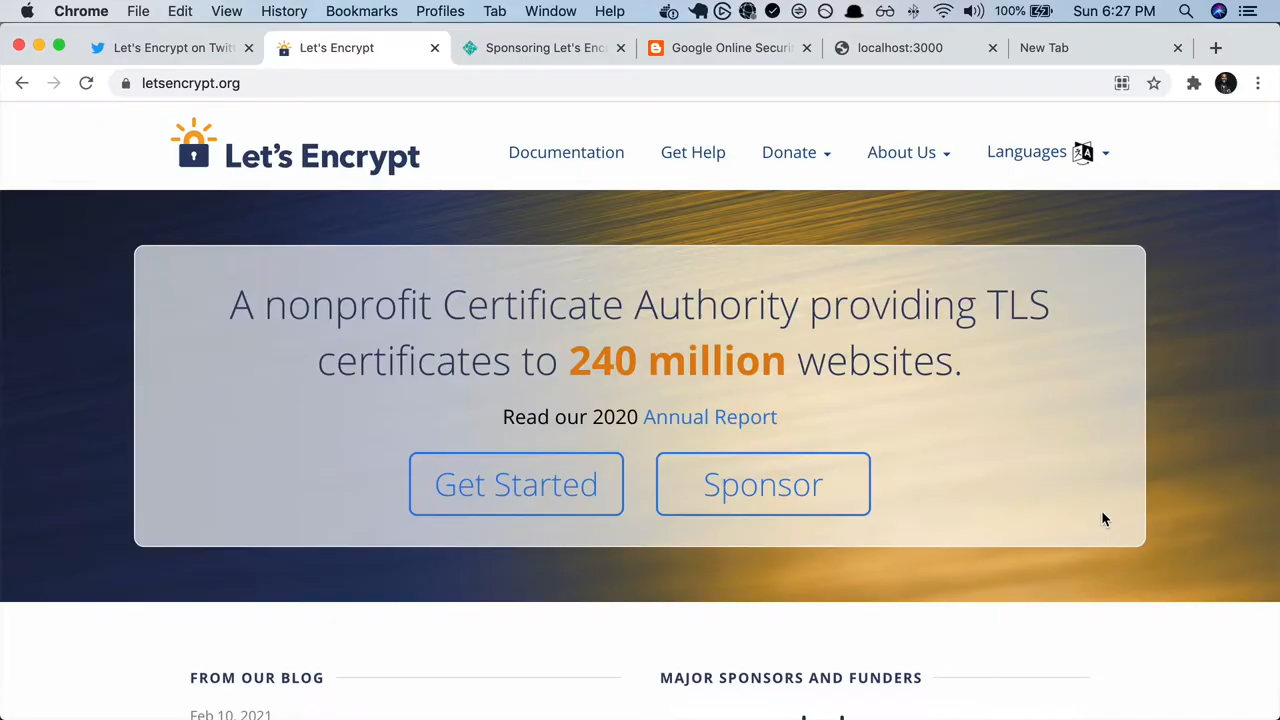 Chrome File Edit View History Bookmarks Profiles Tab Window Help 100% Sun 6:27 PM
Let's Encrypt on Twit
Let's Encrypt
Sponsoring Let's Enc
Google Online Securi
localhost:3000
New Tab
letsencrypt.org
Let's Encrypt
Documentation
Get Help
Donate
About Us
Languages
A nonprofit Certificate Authority providing TLS
certificates to 240 million websites.
Read our 2020 Annual Report
Get Started
Sponsor
FROM OUR BLOG
Feb 10, 2021
MAJOR SPONSORS AND FUNDERS